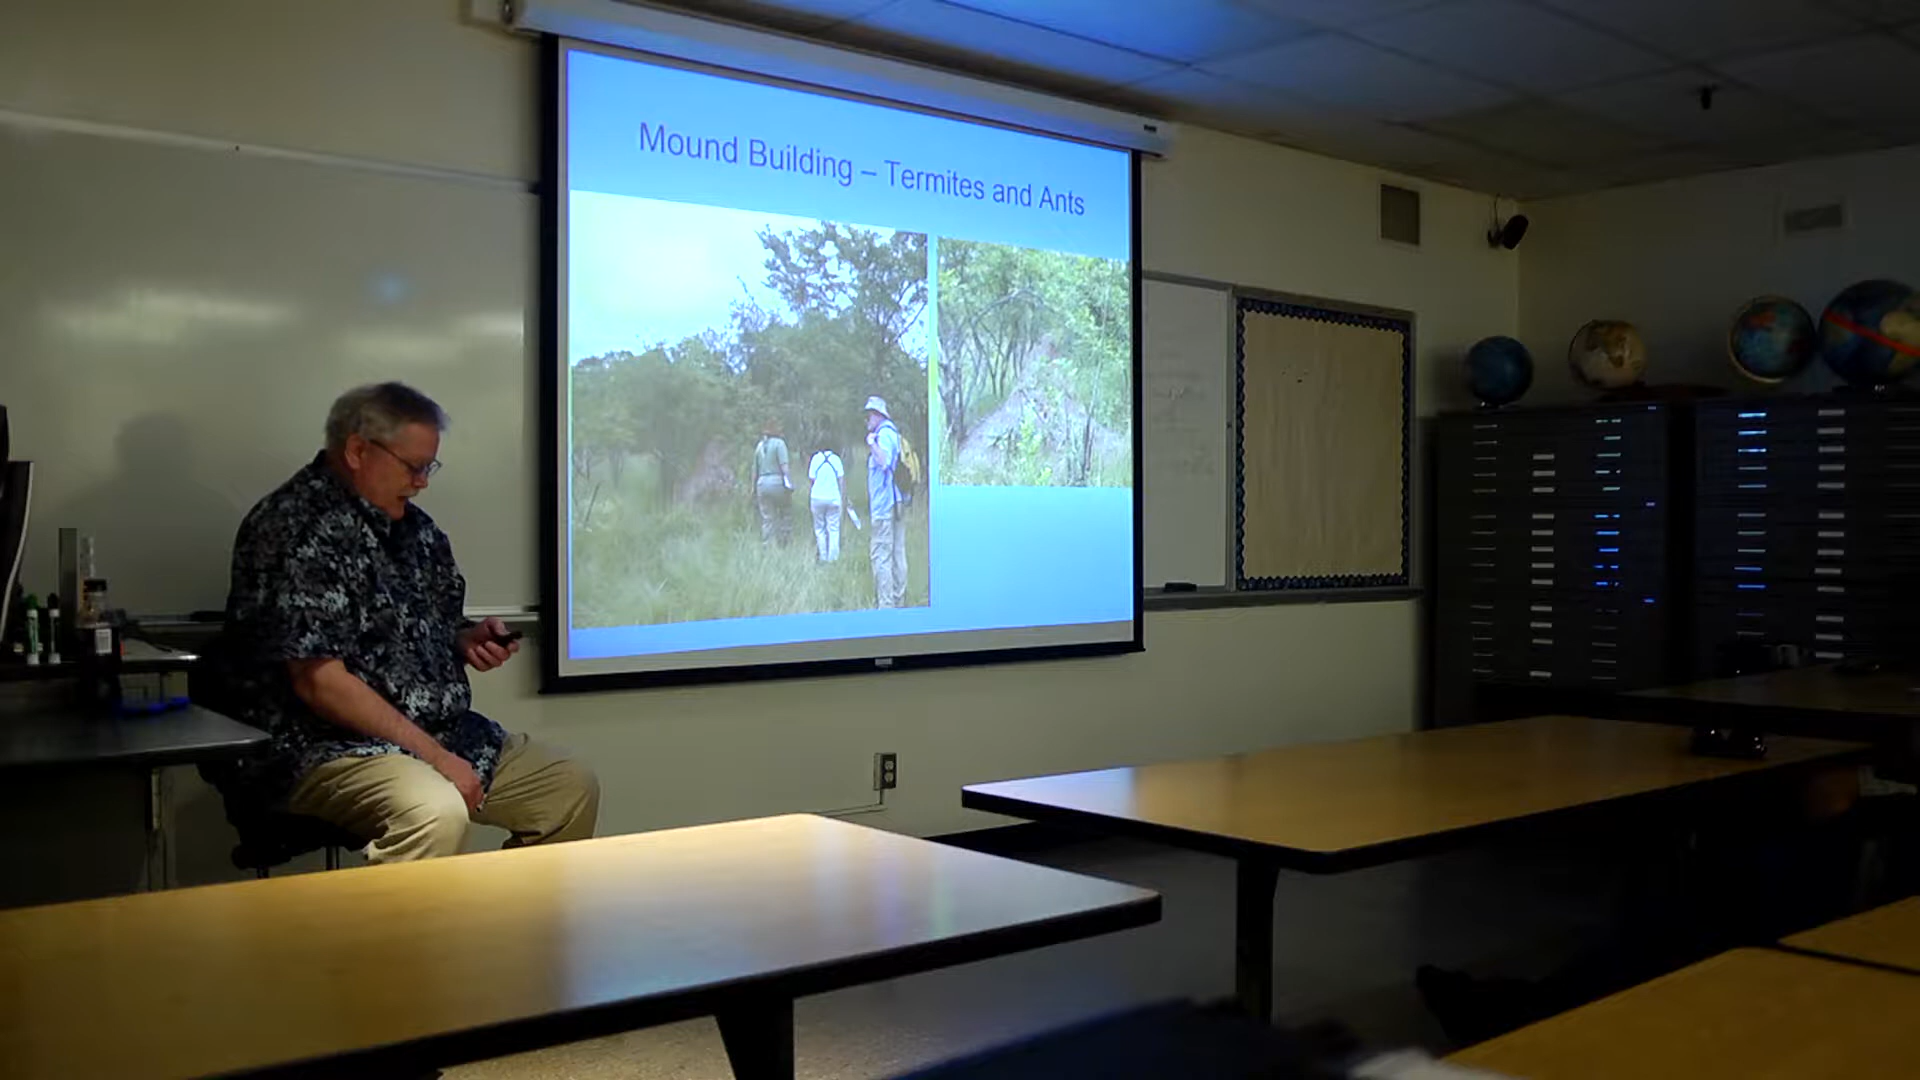 Mound Building – Termites and Ants